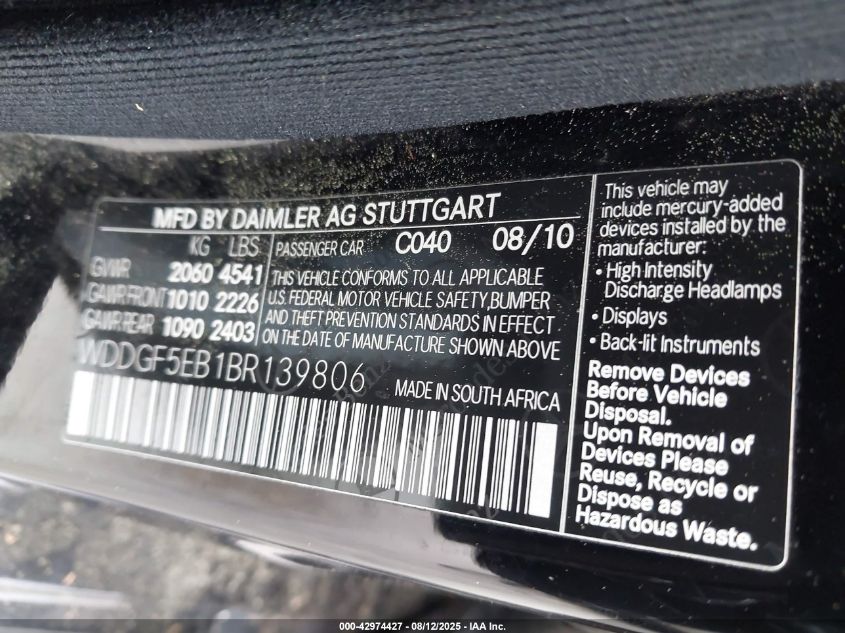 MFD BY DAIMLER AG STUTTGART
KG LBS
GVWR 2060 4541
GAWR FRONT 1010 2226
GAWR REAR 1090 2403
PASSENGER CAR C040 08/10
THIS VEHICLE CONFORMS TO ALL APPLICABLE
U.S. FEDERAL MOTOR VEHICLE SAFETY, BUMPER
AND THEFT PREVENTION STANDARDS IN EFFECT
ON THE DATE OF MANUFACTURE SHOWN ABOVE
WDDGF5EB1BR139806
MADE IN SOUTH AFRICA
This vehicle may
include mercury-added
devices installed by the
manufacturer:
• High Intensity
Discharge Headlamps
• Displays
• Back-lit Instruments
Remove Devices
Before Vehicle
Disposal.
Upon Removal of
Devices Please
Reuse, Recycle or
Dispose as
Hazardous Waste.
000-42974427 - 08/12/2025 - IAA Inc.